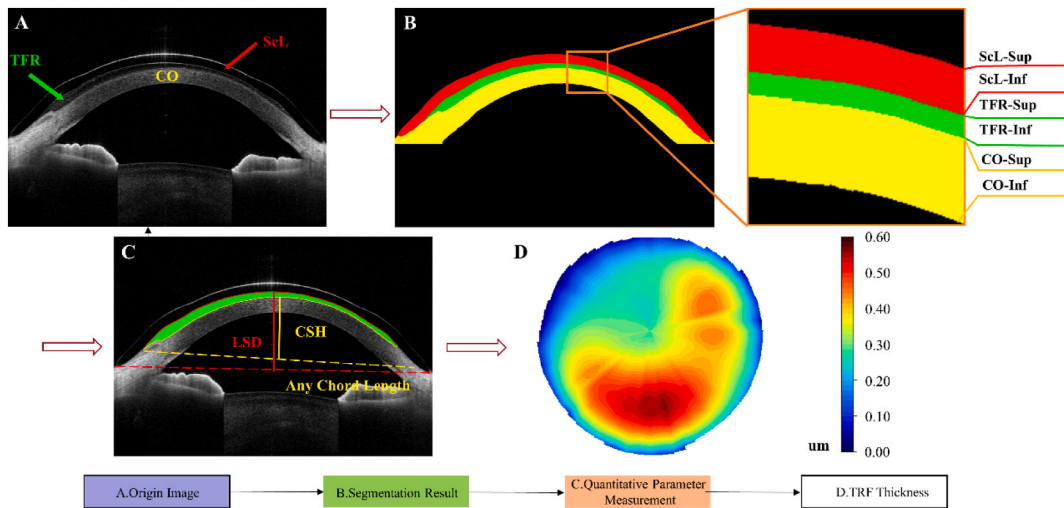 A
ScL
TFR
CO
B
ScL-Sup
ScL-Inf
TFR-Sup
TFR-Inf
CO-Sup
CO-Inf
C
LSD
CSH
Any Chord Length
D
0.60
0.50
0.40
0.30
0.20
0.10
0.00
um
A.Origin Image
B.Segmentation Result
C.Quantitative Parameter
Measurement
D.TRF Thickness